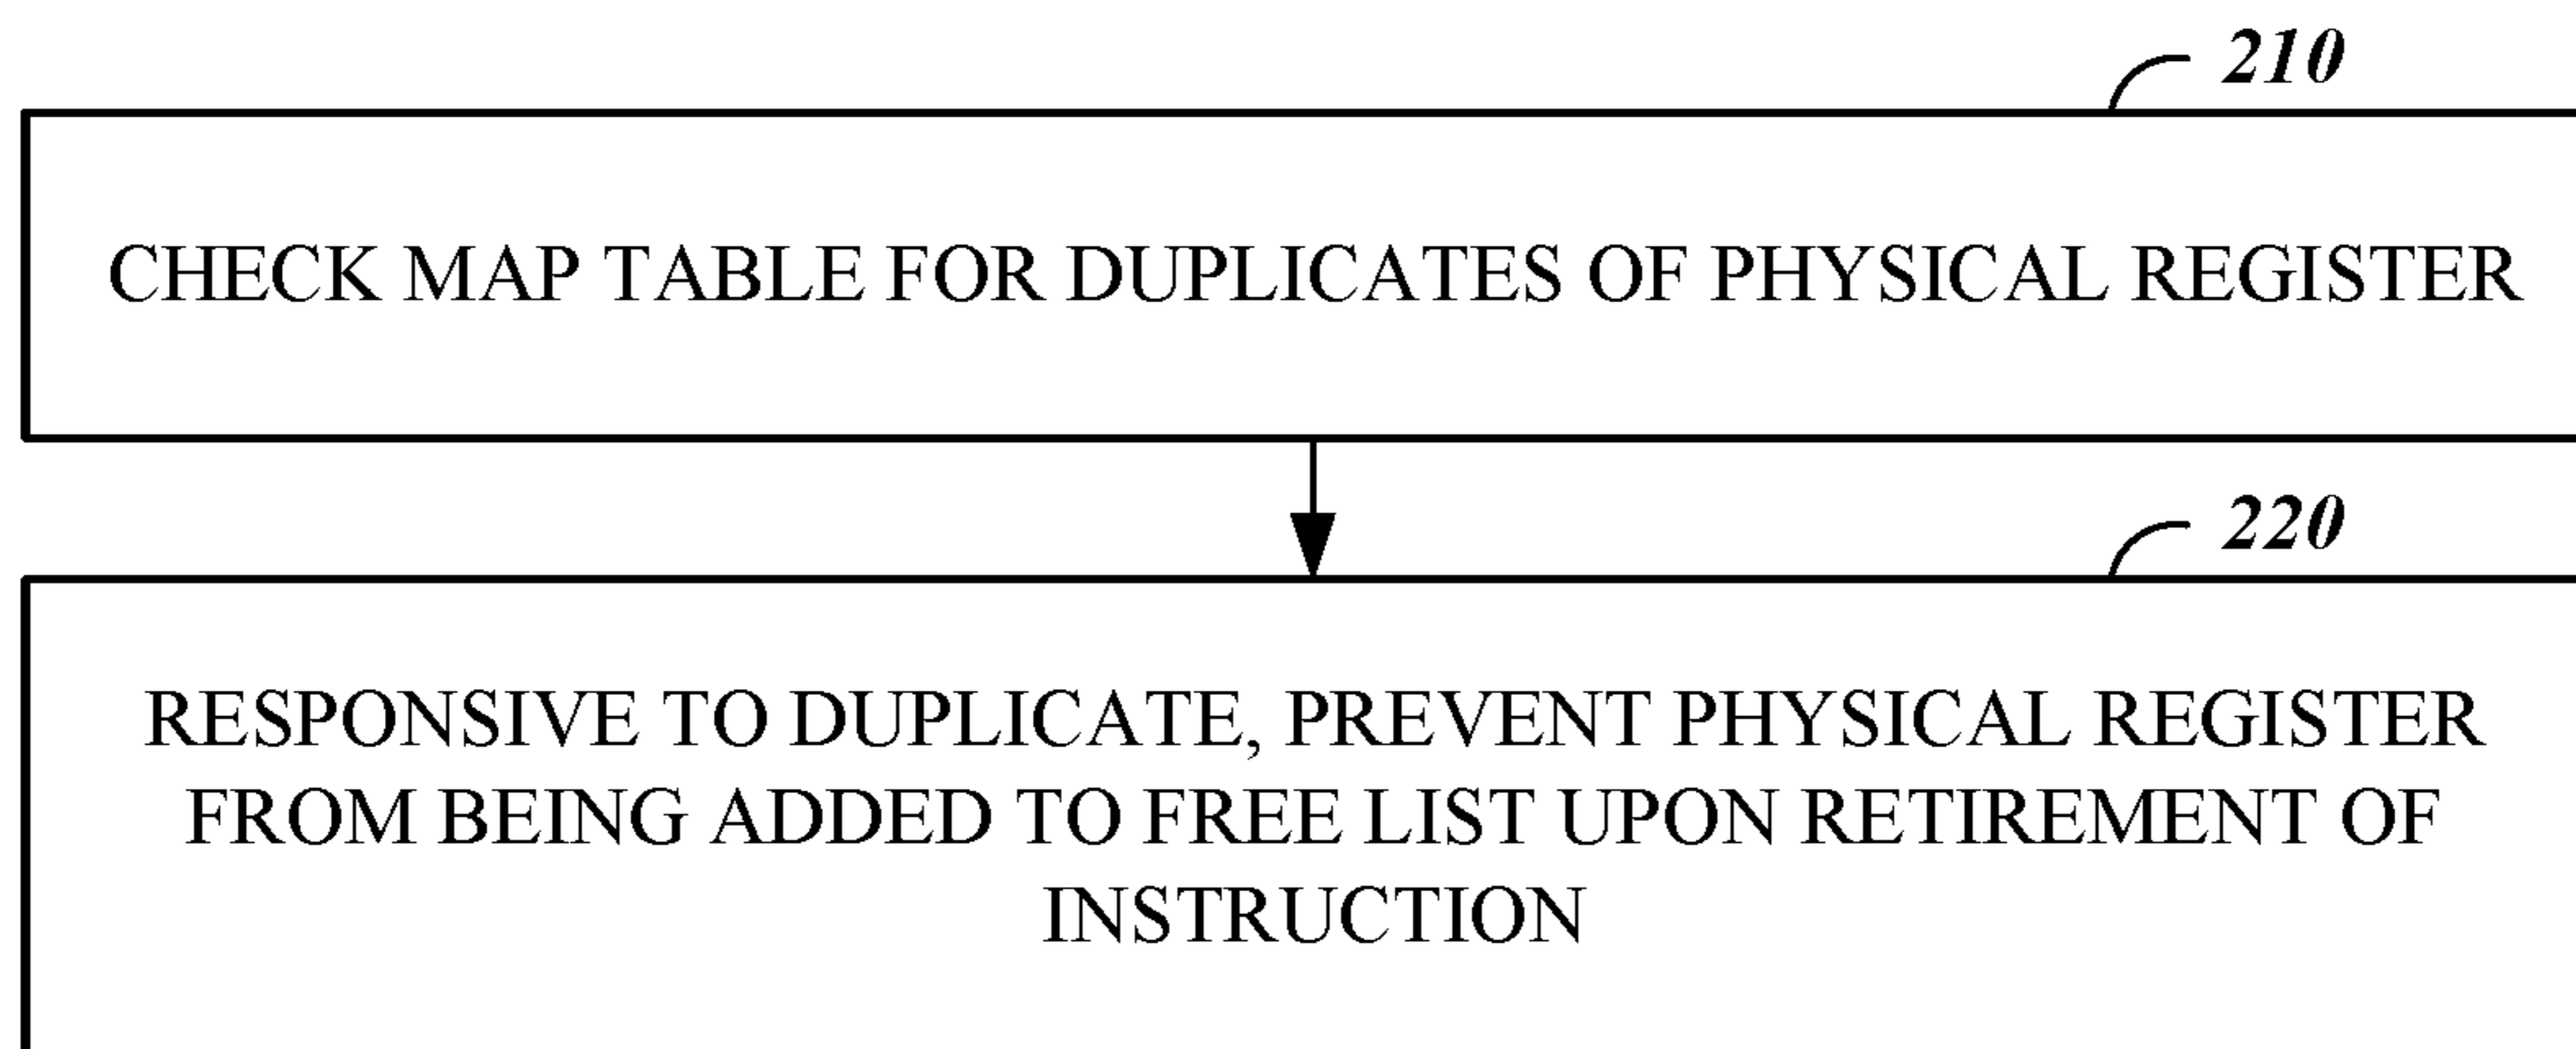 210
CHECK MAP TABLE FOR DUPLICATES OF PHYSICAL REGISTER
220
RESPONSIVE TO DUPLICATE, PREVENT PHYSICAL REGISTER
FROM BEING ADDED TO FREE LIST UPON RETIREMENT OF
INSTRUCTION